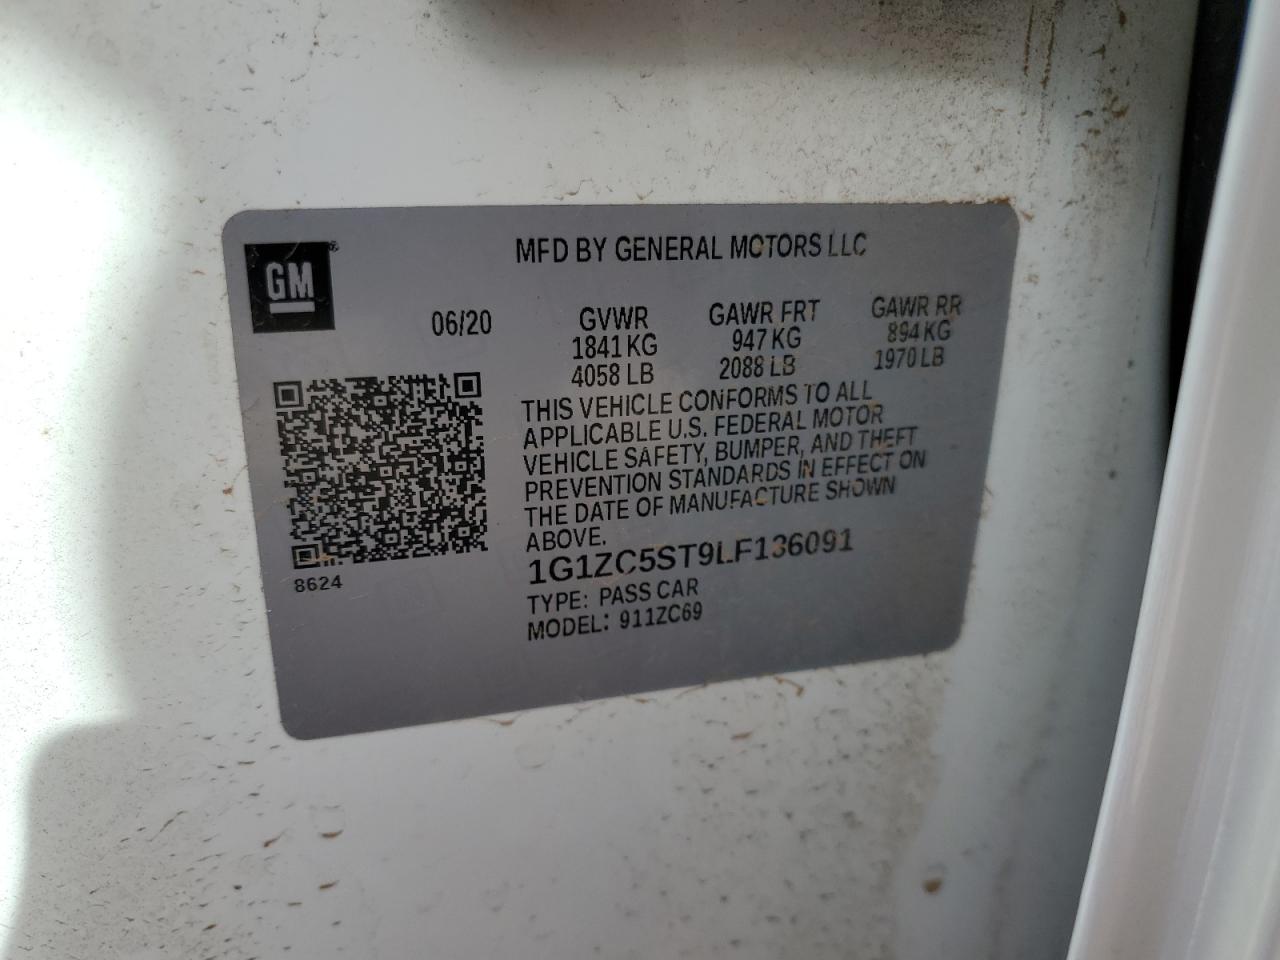 GM
MFD BY GENERAL MOTORS LLC
06/20
GVWR
1841 KG
4058 LB
GAWR FRT
947 KG
2088 LB
GAWR RR
894 KG
1970 LB
THIS VEHICLE CONFORMS TO ALL
APPLICABLE U.S. FEDERAL MOTOR
VEHICLE SAFETY, BUMPER, AND THEFT
PREVENTION STANDARDS IN EFFECT ON
THE DATE OF MANUFACTURE SHOWN
ABOVE.
1G1ZC5ST9LF136091
TYPE: PASS CAR
MODEL: 911ZC69
8624